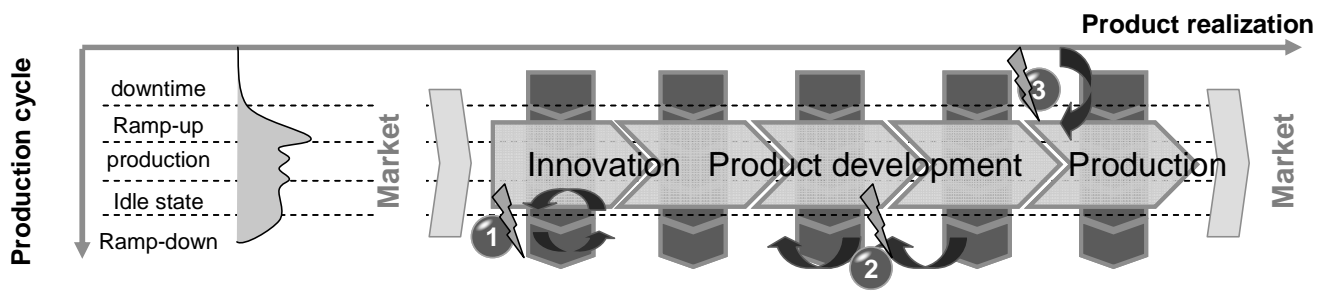 Product realization
Production cycle
downtime
Ramp-up
production
Idle state
Ramp-down
Market
Innovation
Product development
Production
Market
1
2
3